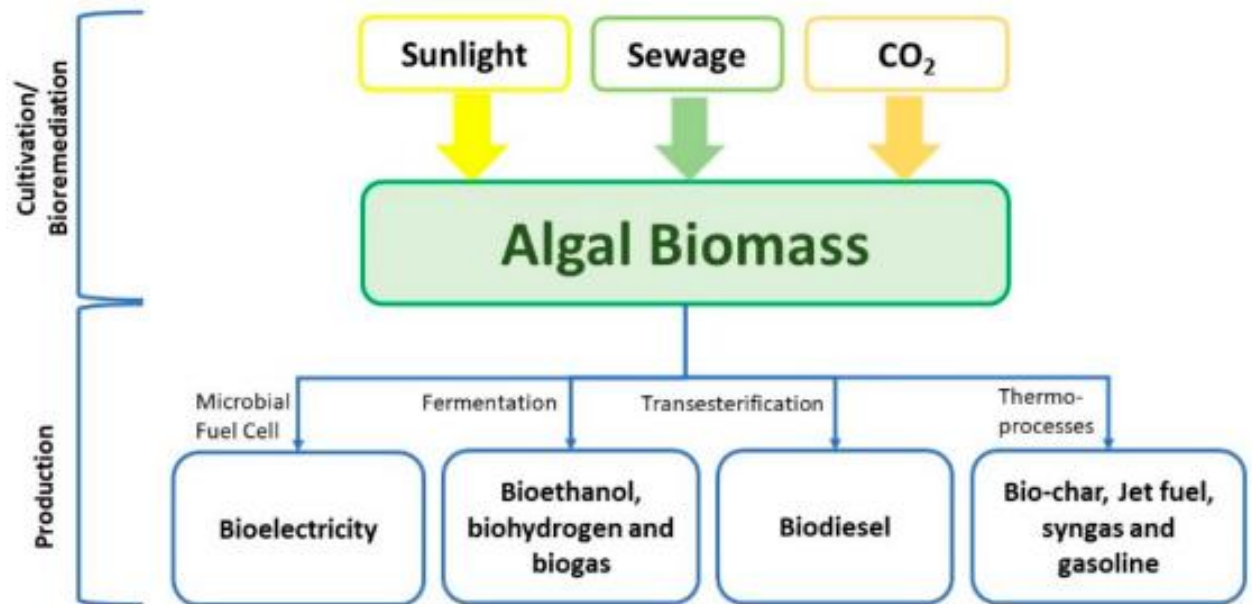 Cultivation/
Bioremediation
Sunlight
Sewage
CO₂
Algal Biomass
Production
Microbial
Fuel Cell
Fermentation
Transesterification
Thermo-
processes
Bioelectricity
Bioethanol,
biohydrogen and
biogas
Biodiesel
Bio-char, Jet fuel,
syngas and
gasoline